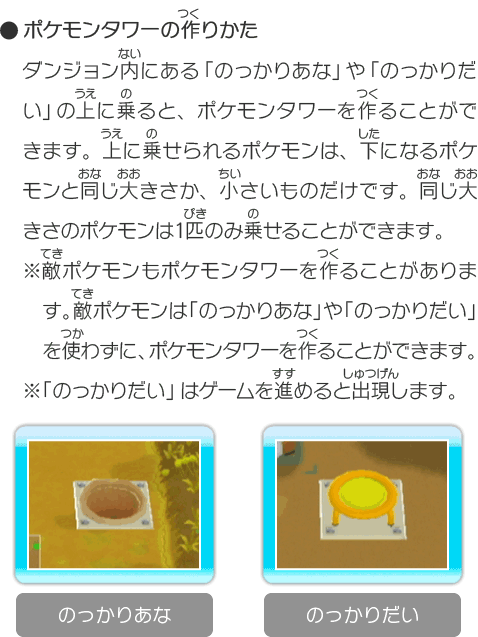 ●ポケモンタワーの作りかた
ダンジョン内にある「のっかりあな」や「のっかりだ
い」の上に乗ると、ポケモンタワーを作ることがで
きます。上に乗せられるポケモンは、下になるポケ
モンと同じ大きさか、小さいものだけです。同じ大
きさのポケモンは1匹のみ乗せることができます。
※敵ポケモンもポケモンタワーを作ることがありま
す。敵ポケモンは「のっかりあな」や「のっかりだい」
を使わずに、ポケモンタワーを作ることができます。
※「のっかりだい」はゲームを進めると出現します。
のっかりあな
のっかりだい